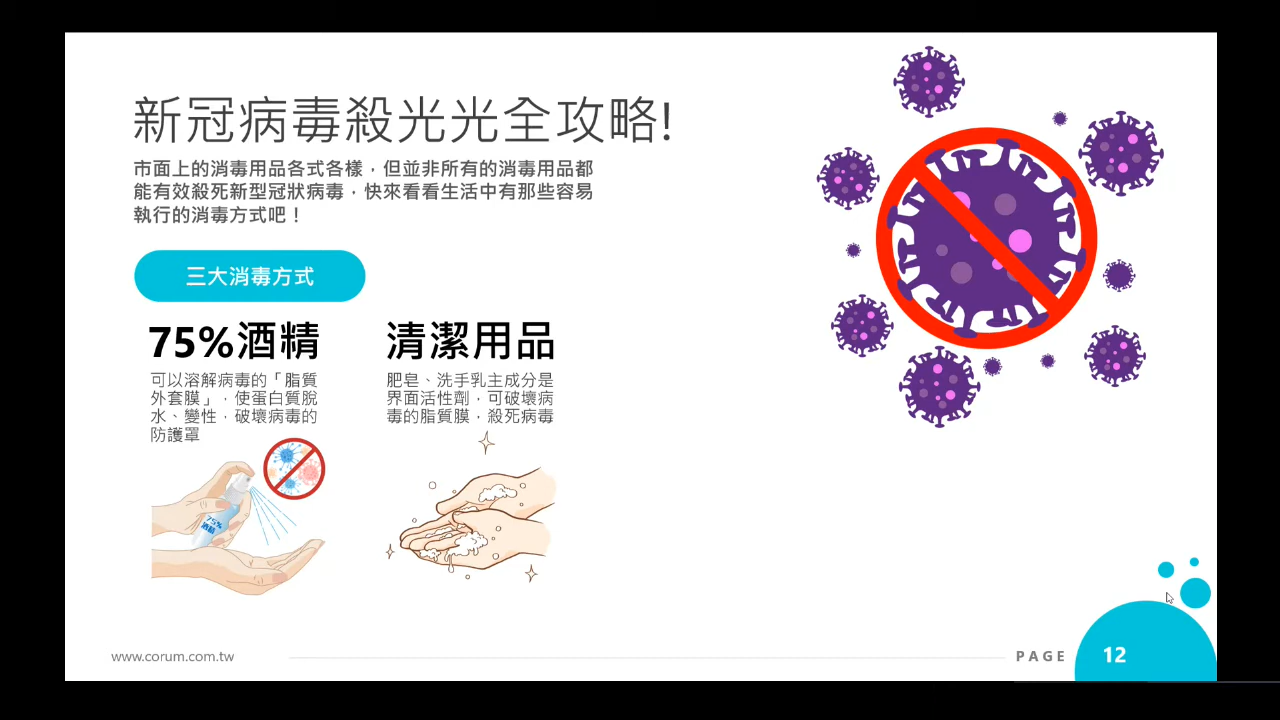 新冠病毒殺光光全攻略!
市面上的消毒用品各式各樣，但並非所有的消毒用品都
能有效殺死新型冠狀病毒，快來看看生活中有那些容易
執行的消毒方式吧！
三大消毒方式
75%酒精
可以溶解病毒的「脂質
外套膜」，使蛋白質脫
水、變性，破壞病毒的
防護罩
75%
酒精
清潔用品
肥皂、洗手乳主成分是
界面活性劑，可破壞病
毒的脂質膜，殺死病毒
www.corum.com.tw
PAGE
12